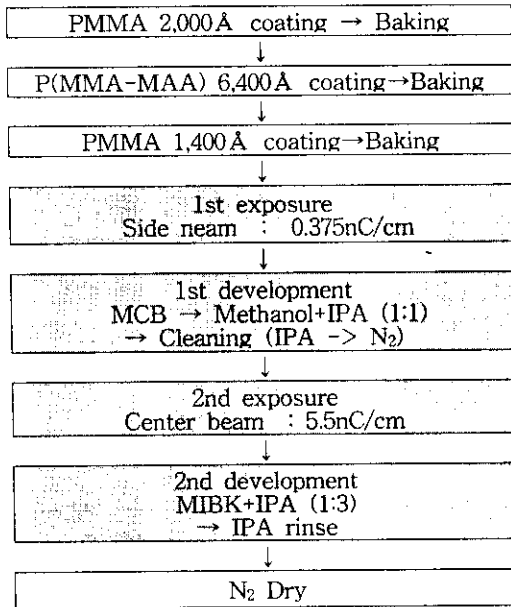 PMMA 2,000Å coating → Baking
↓
P(MMA-MAA) 6,400Å coating→Baking
↓
PMMA 1,400Å coating→Baking
↓
1st exposure
Side neam : 0.375nC/cm
↓
1st development
MCB → Methanol+IPA (1:1)
→ Cleaning (IPA -> N₂)
↓
2nd exposure
Center beam : 5.5nC/cm
↓
2nd development
MIBK+IPA (1:3)
→ IPA rinse
↓
N₂ Dry